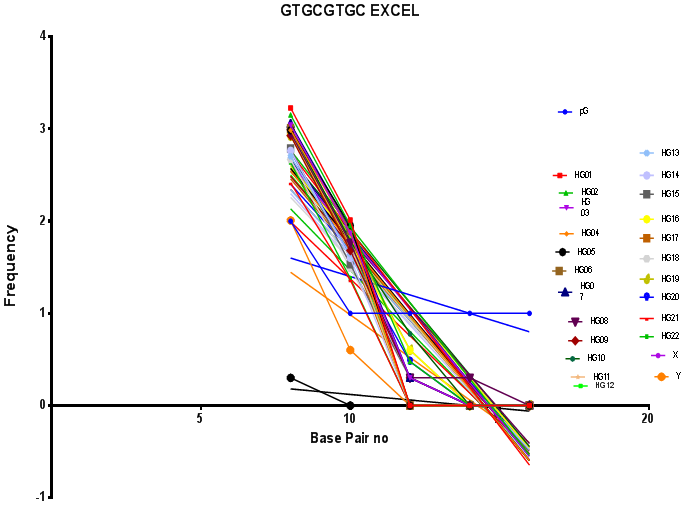 GTGCGTGC EXCEL
Frequency
4
3
2
1
0
-1
5
10
20
Base Pair no
pG
HG01
HG02
HG
03
HG04
HG05
HG06
HG0
7
HG08
HG09
HG10
HG11
HG12
HG13
HG14
HG15
HG16
HG17
HG18
HG19
HG20
HG21
HG22
X
Y